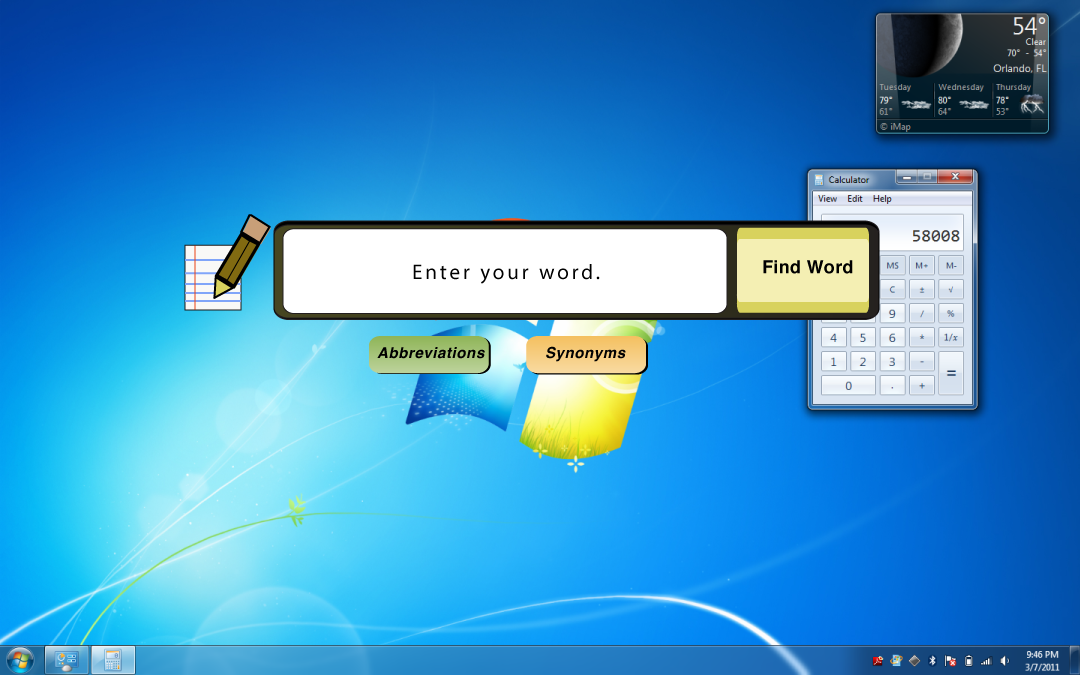 54°
Clear
70° - 54°
Orlando, FL
Tuesday Wednesday Thursday
79° 80° 78°
61° 64° 53°
© iMap
Calculator
View Edit Help
58008
MS M+ M-
C ± √
9 / %
4 5 6 * 1/x
1 2 3 - =
0 . +
Enter your word.
Find Word
Abbreviations
Synonyms
9:46 PM
3/7/2011